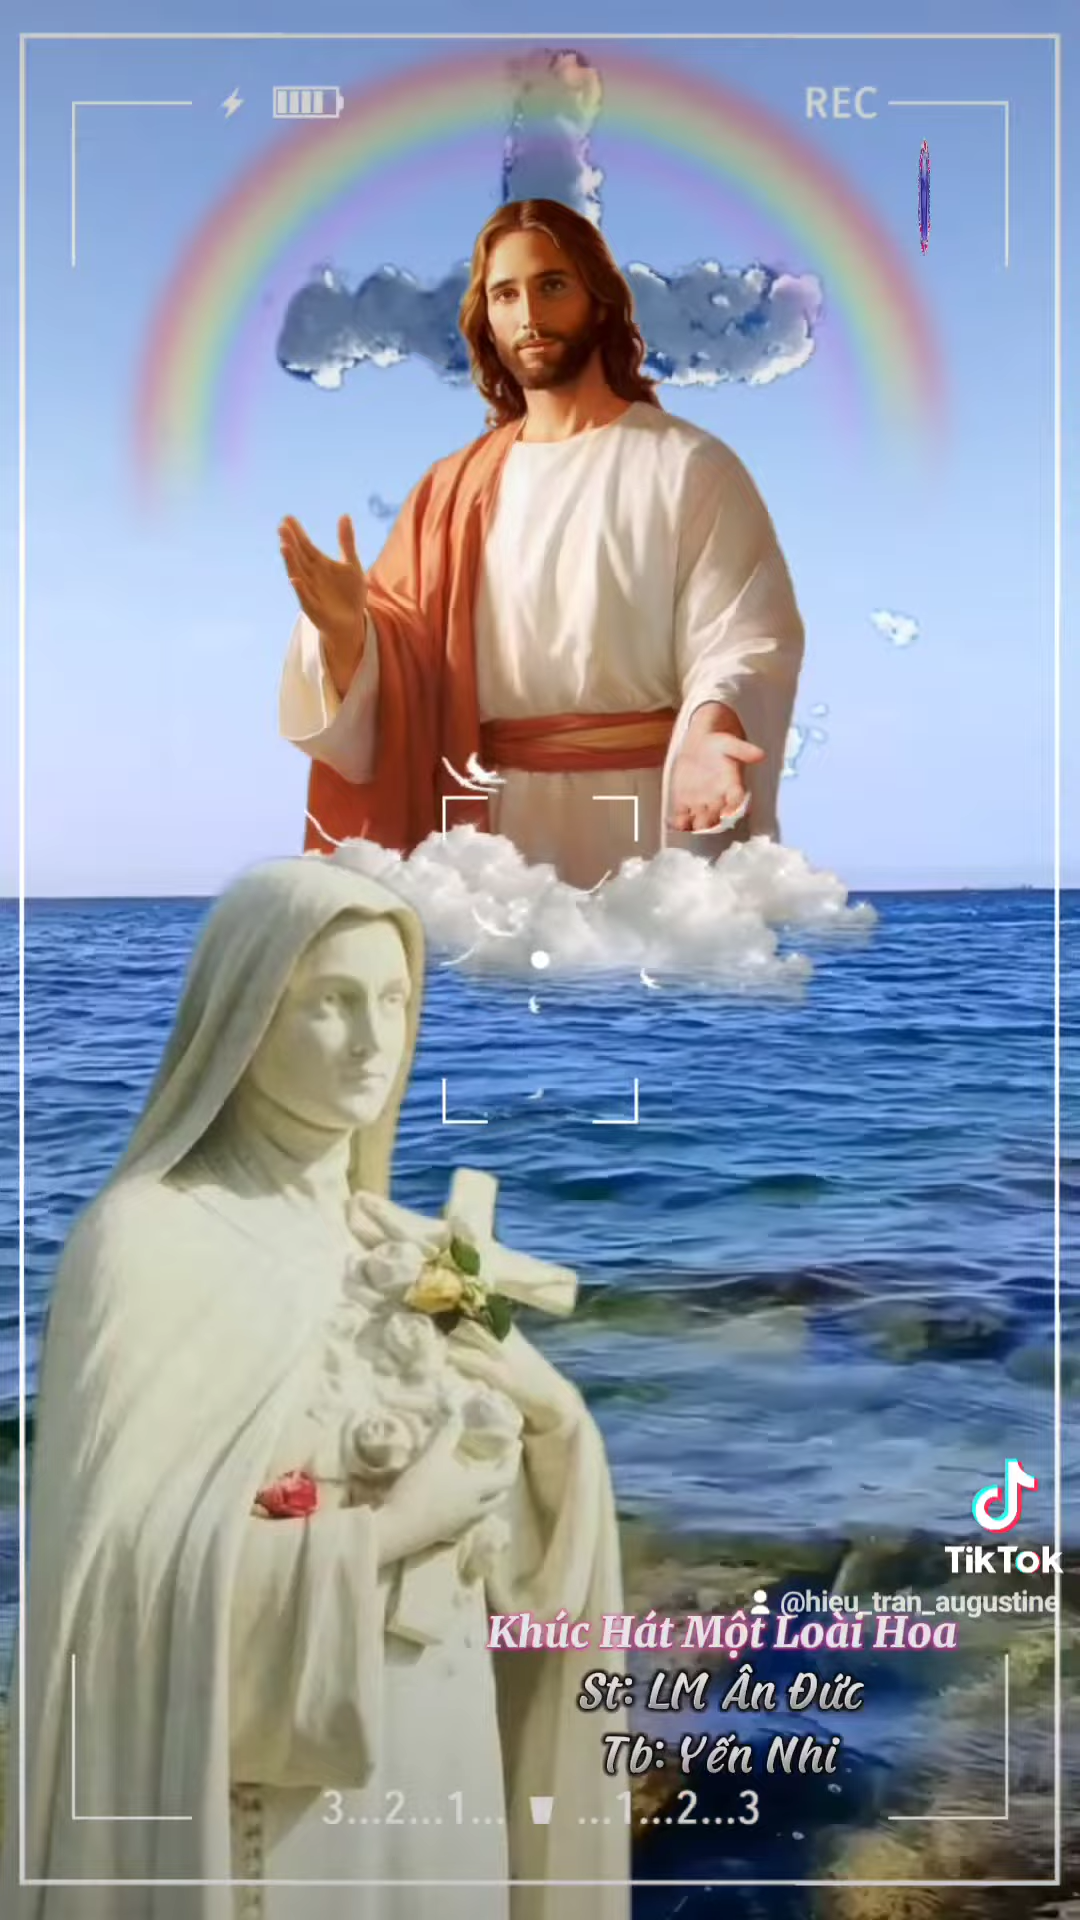 REC
TikTok
@hieu_tran_augustine
Khúc Hát Một Loài Hoa
St: LM Ân Đức
Tb: Yến Nhi
3...2...1... ...1...2...3